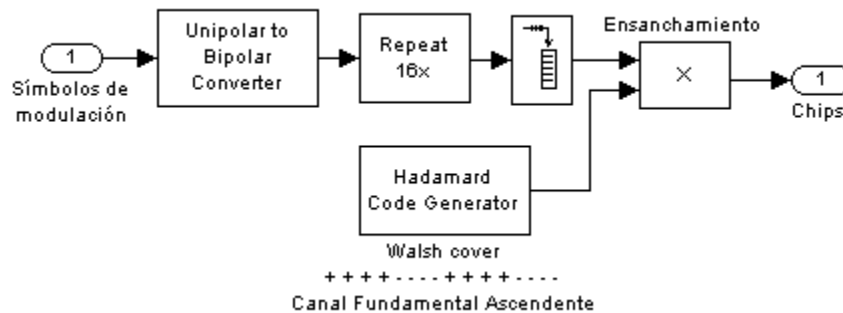 1
Símbolos de
modulación
Unipolar to
Bipolar
Converter
Repeat
16x
Ensanchamiento
X
1
Chips
Hadamard
Code Generator
Walsh cover
+ + + + - - - - + + + + - - - -
Canal Fundamental Ascendente